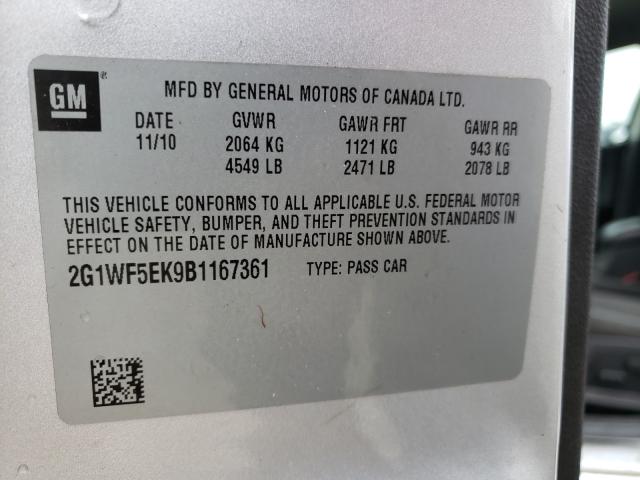 GM ®
MFD BY GENERAL MOTORS OF CANADA LTD.
DATE GVWR GAWR FRT GAWR RR
11/10 2064 KG 1121 KG 943 KG
4549 LB 2471 LB 2078 LB
THIS VEHICLE CONFORMS TO ALL APPLICABLE U.S. FEDERAL MOTOR
VEHICLE SAFETY, BUMPER, AND THEFT PREVENTION STANDARDS IN
EFFECT ON THE DATE OF MANUFACTURE SHOWN ABOVE.
2G1WF5EK9B1167361 TYPE: PASS CAR